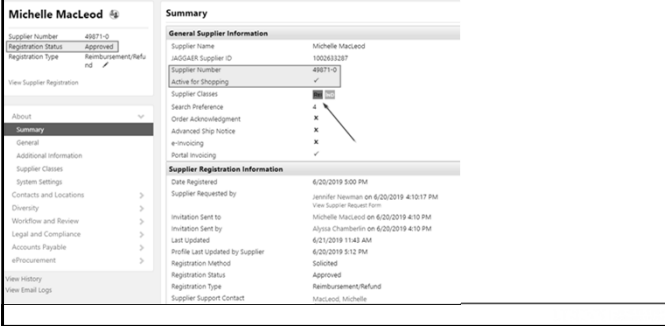 Michelle MacLeod
Supplier Number 49871-0
Registration Status Approved
Registration Type Reimbursement/Refu
nd
View Supplier Registration
About
Summary
General
Additional Information
Supplier Classes
System Settings
Contacts and Locations
Diversity
Workflow and Review
Legal and Compliance
Accounts Payable
eProcurement
View History
View Email Logs
Summary
General Supplier Information
Supplier Name Michelle MacLeod
JAGGAER Supplier ID 1002633287
Supplier Number 49871-0
Active for Shopping ✓
Supplier Classes
Search Preference 4
Order Acknowledgment x
Advanced Ship Notice x
e-Invoicing x
Portal Invoicing ✓
Supplier Registration Information
Date Registered 6/20/2019 5:00 PM
Supplier Requested by Jennifer Newman on 6/20/2019 4:10:17 PM
View Supplier Request Form
Invitation Sent to Michelle MacLeod on 6/20/2019 4:10 PM
Invitation Sent by Alyssa Chamberlin on 6/20/2019 4:10 PM
Last Updated 6/21/2019 11:43 AM
Profile Last Updated by Supplier 6/20/2019 5:12 PM
Registration Method Solicited
Registration Status Approved
Registration Type Reimbursement/Refund
Supplier Support Contact MacLeod, Michelle